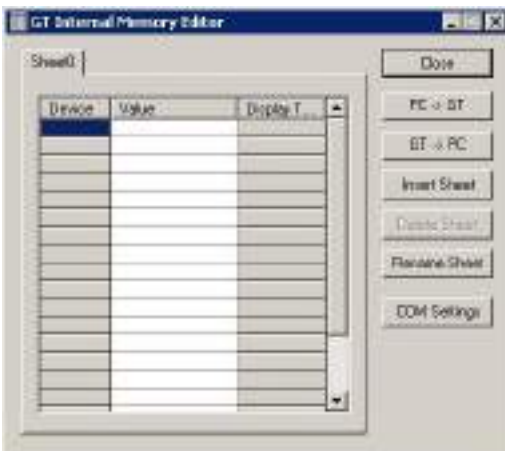 GT Internal Memory Editor
Sheet0
Close
Device Value Display T...
PC -> GT
GT -> PC
Insert Sheet
Delete Sheet
Rename Sheet
COM Settings